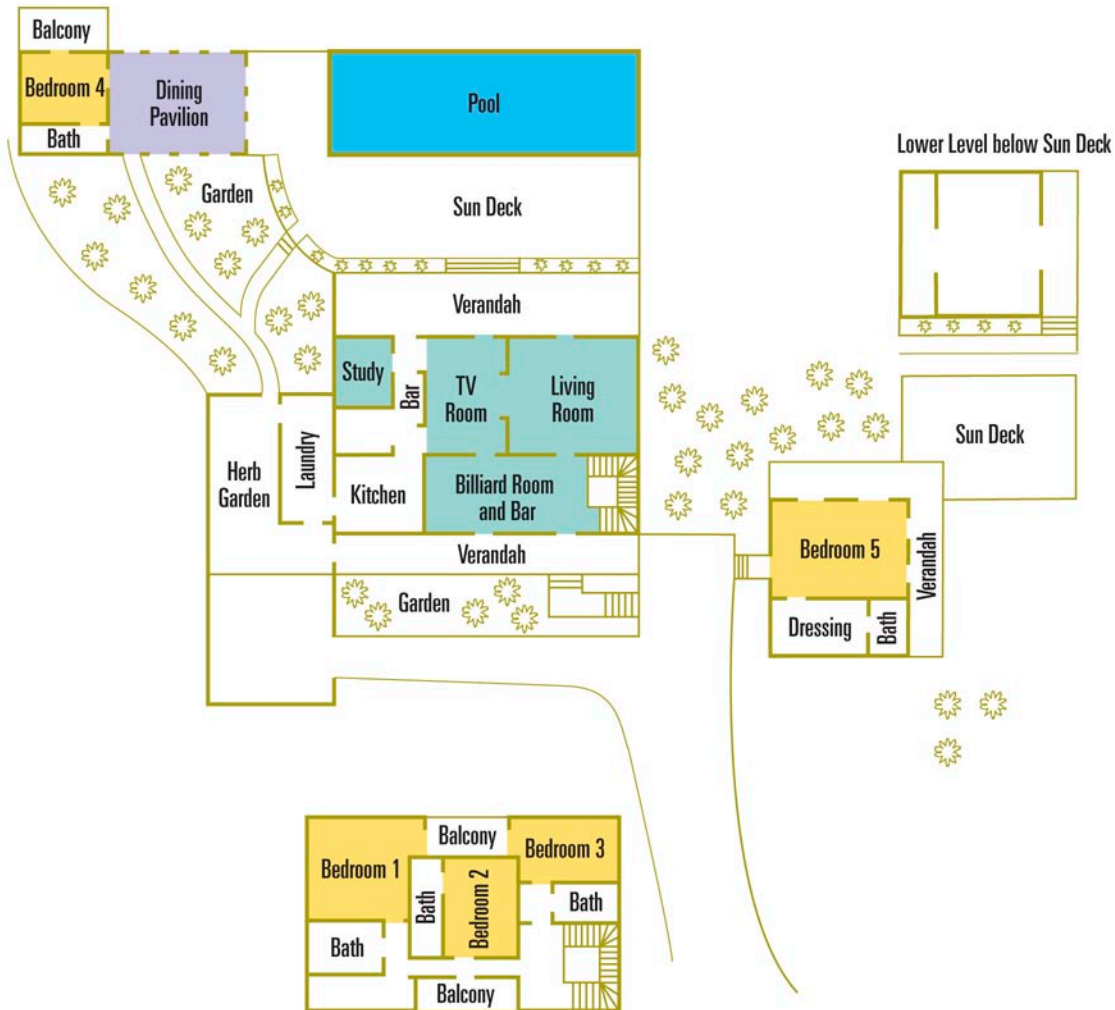 Balcony
Bedroom 4
Dining
Pavilion
Bath
Pool
Lower Level below Sun Deck
Garden
Sun Deck
Verandah
Study
Bar
TV
Room
Living
Room
Sun Deck
Herb
Garden
Laundry
Kitchen
Billiard Room
and Bar
Verandah
Bedroom 5
Verandah
Garden
Dressing
Bath
Balcony
Bedroom 1
Bedroom 3
Bath
Bedroom 2
Bath
Bath
Balcony